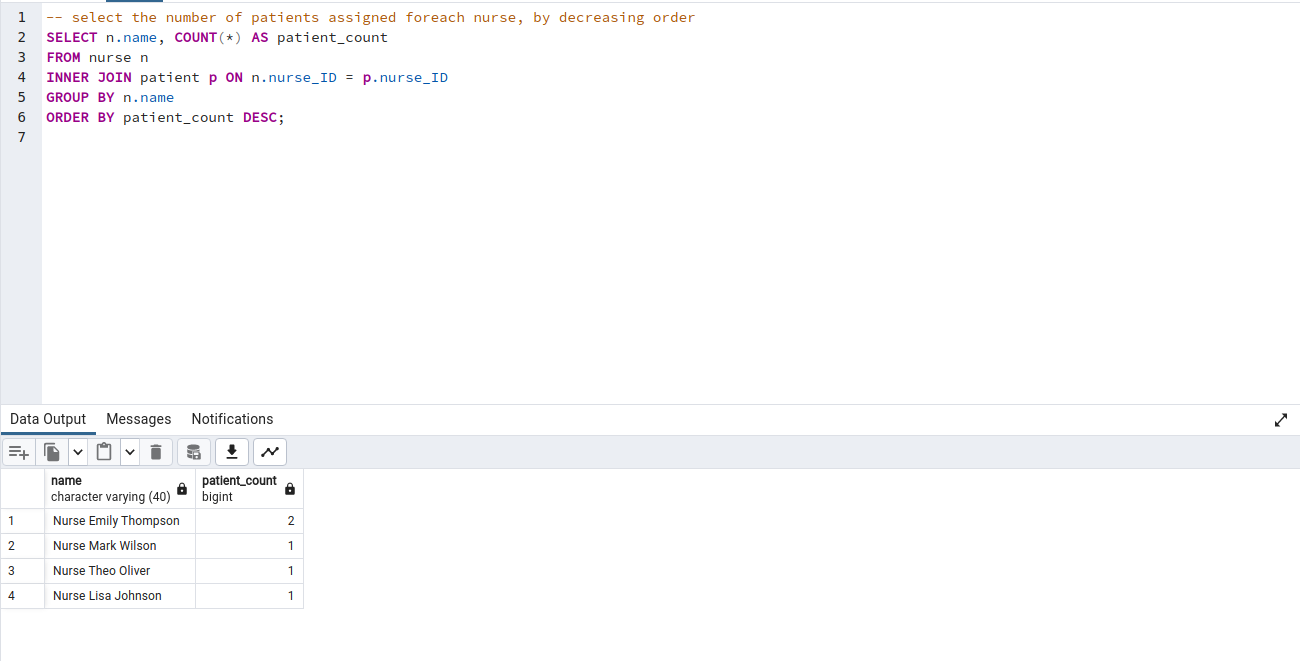 1 -- select the number of patients assigned foreach nurse, by decreasing order
2 SELECT n.name, COUNT(*) AS patient_count
3 FROM nurse n
4 INNER JOIN patient p ON n.nurse_ID = p.nurse_ID
5 GROUP BY n.name
6 ORDER BY patient_count DESC;
7
Data Output Messages Notifications
name patient_count
character varying (40) bigint
1 Nurse Emily Thompson 2
2 Nurse Mark Wilson 1
3 Nurse Theo Oliver 1
4 Nurse Lisa Johnson 1